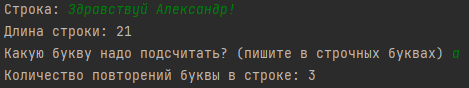 Строка: Здравствуй Александр!
Длина строки: 21
Какую букву надо подсчитать? (пишите в строчных буквах) а
Количество повторений буквы в строке: 3